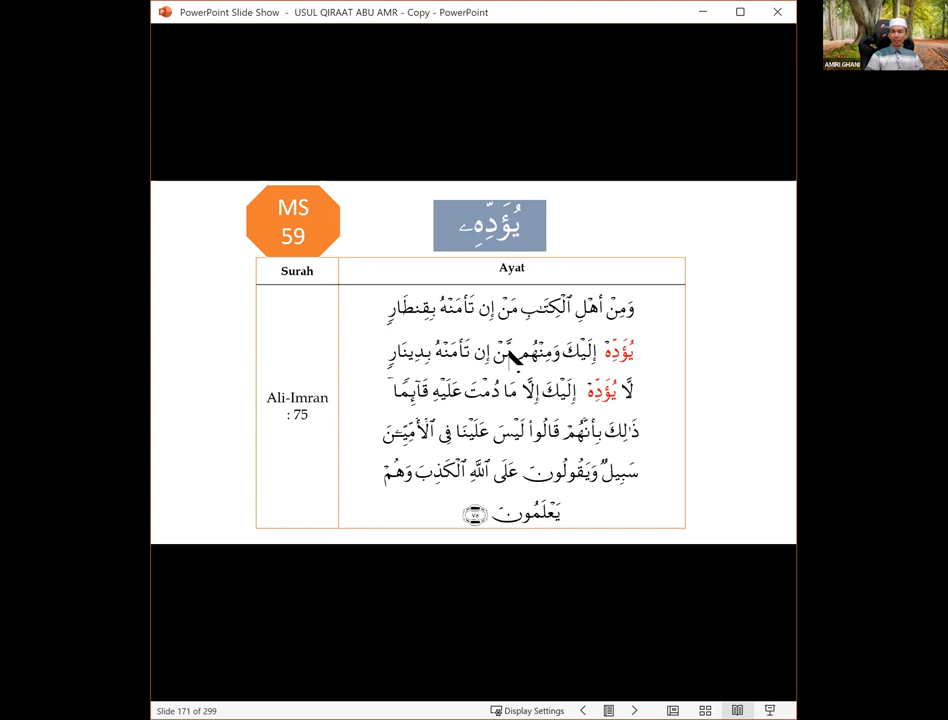 PowerPoint Slide Show - USUL QIRAAT ABU AMR - Copy - PowerPoint
AMIRI GHANI
MS
59
يُؤَدِّهِۦ
Surah
Ayat
Ali-Imran
: 75
وَمِنْ أَهْلِ ٱلْكِتَٰبِ مَنْ إِن تَأْمَنْهُ بِقِنطَارٍ
يُؤَدِّهْ إِلَيْكَ وَمِنْهُم مَّنْ إِن تَأْمَنْهُ بِدِينَارٍ
لَّا يُؤَدِّهْ إِلَيْكَ إِلَّا مَا دُمْتَ عَلَيْهِ قَآئِمًا
ذَٰلِكَ بِأَنَّهُمْ قَالُوا۟ لَيْسَ عَلَيْنَا فِى ٱلْأُمِّيِّـۧنَ
سَبِيلٌ وَيَقُولُونَ عَلَى ٱللَّهِ ٱلْكَذِبَ وَهُمْ
يَعْلَمُونَ ٧٥
Slide 171 of 299
Display Settings